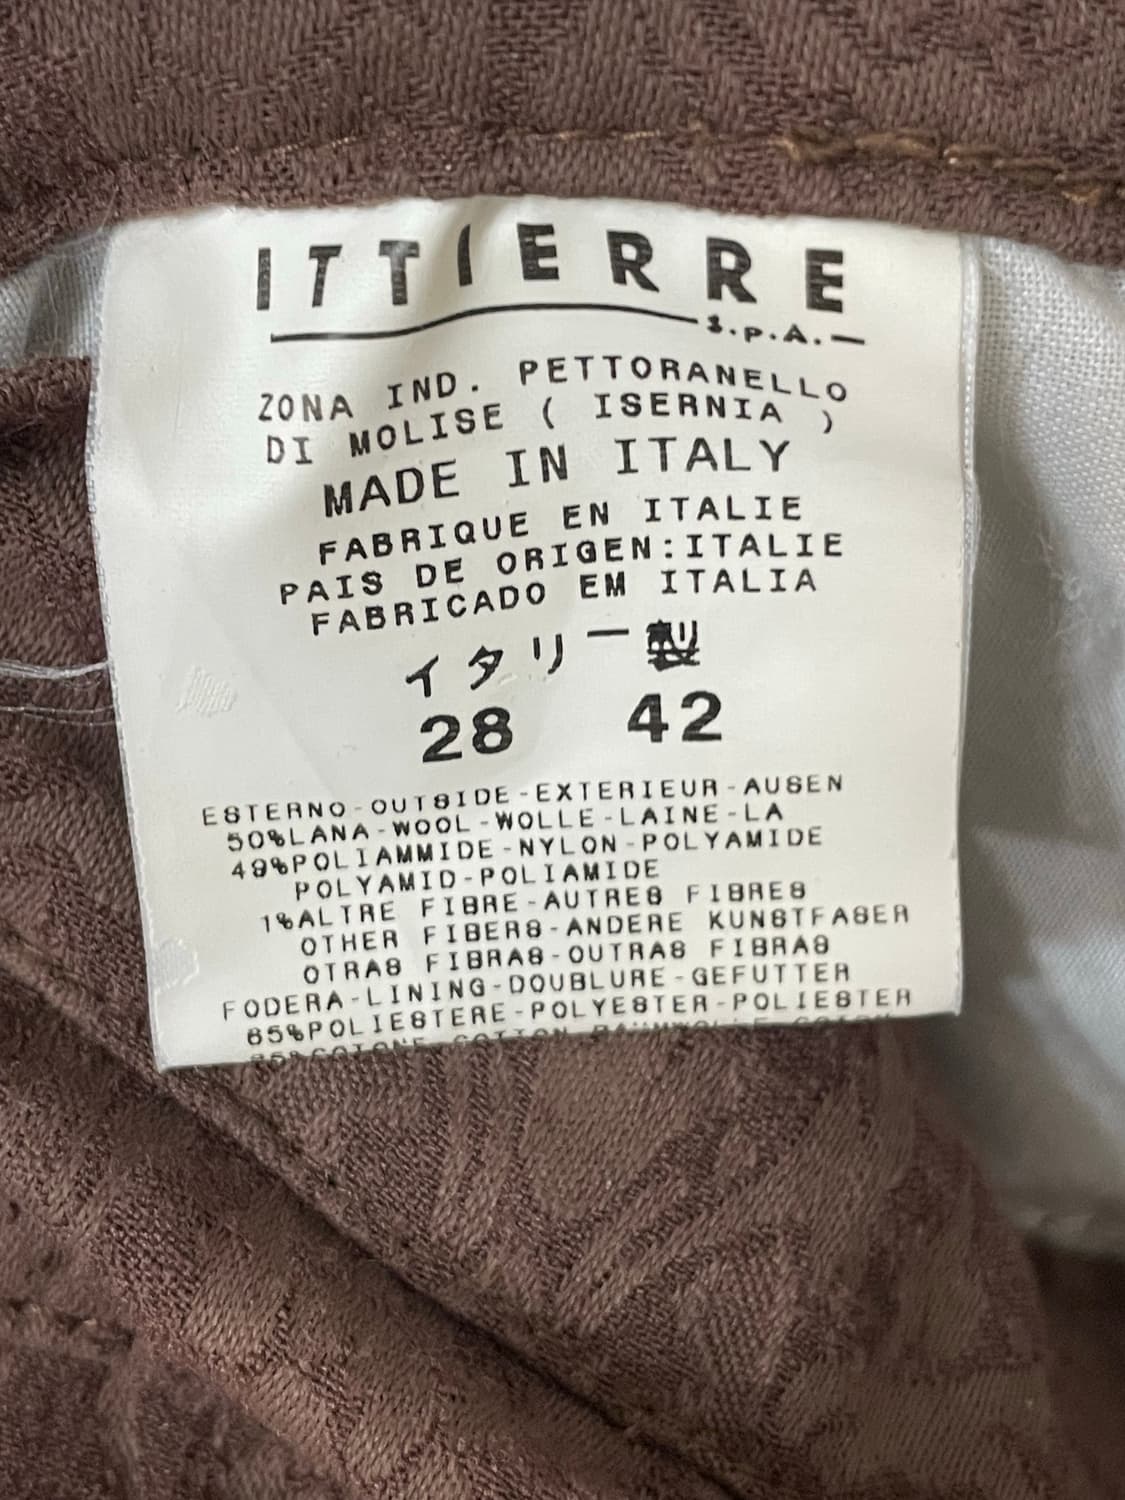 ITTIERRE
S.p.A.
ZONA IND. PETTORANELLO
DI MOLISE ( ISERNIA )
MADE IN ITALY
FABRIQUE EN ITALIE
PAIS DE ORIGEN:ITALIE
FABRICADO EM ITALIA
イタリー製
28 42
ESTERNO-OUTSIDE-EXTERIEUR-AUSEN
50%LANA-WOOL-WOLLE-LAINE-LA
49%POLIAMMIDE-NYLON-POLYAMIDE
POLYAMID-POLIAMIDE
1%ALTRE FIBRE-AUTRES FIBRES
OTHER FIBERS-ANDERE KUNSTFASER
OTRAS FIBRAS-OUTRAS FIBRAS
FODERA-LINING-DOUBLURE-GEFUTTER
65%POLIESTERE-POLYESTER-POLIESTER